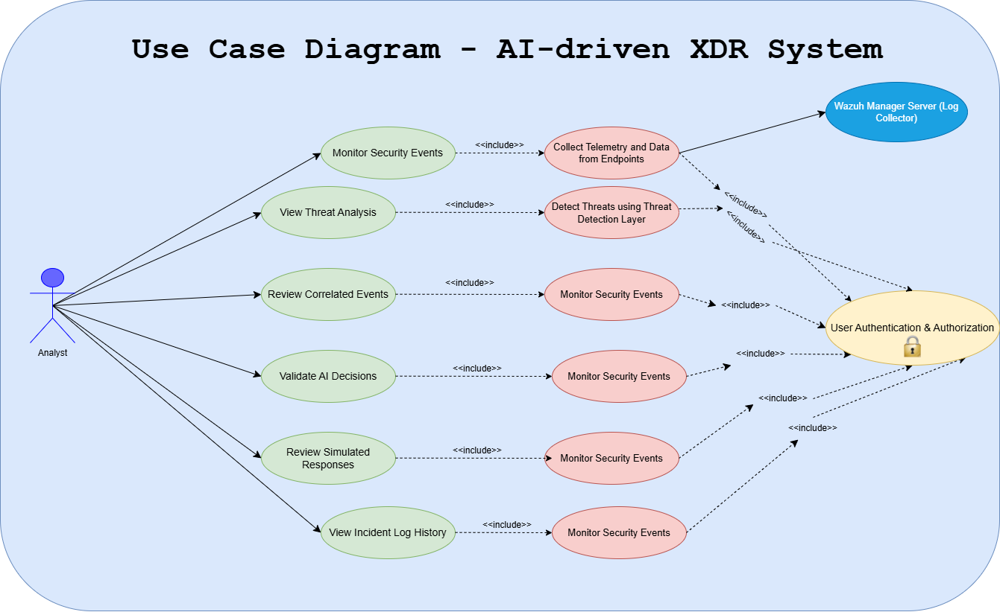 Use Case Diagram - AI-driven XDR System
Wazuh Manager Server (Log
Collector)
Monitor Security Events
<<include>>
Collect Telemetry and Data
from Endpoints
<<include>>
View Threat Analysis
<<include>>
Detect Threats using Threat
Detection Layer
<<include>>
Review Correlated Events
<<include>>
Monitor Security Events
<<include>>
User Authentication & Authorization
Analyst
Validate AI Decisions
<<include>>
Monitor Security Events
<<include>>
Review Simulated
Responses
<<include>>
Monitor Security Events
<<include>>
View Incident Log History
<<include>>
Monitor Security Events
<<include>>